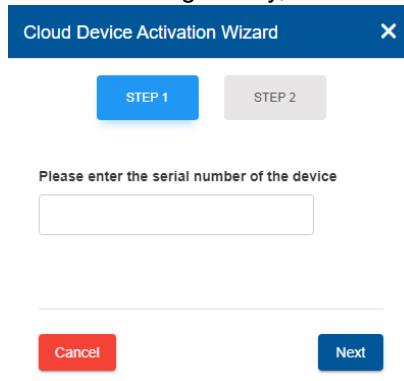 Cloud Device Activation Wizard ×
STEP 1 STEP 2
Please enter the serial number of the device
Cancel Next